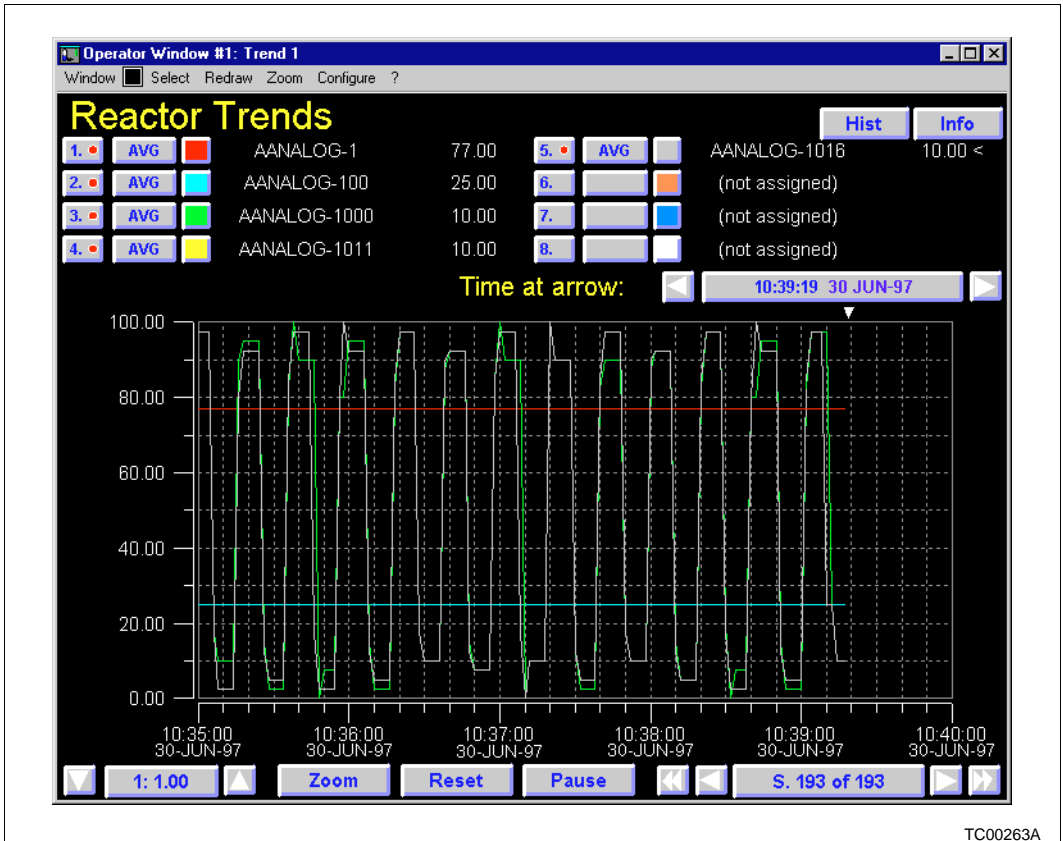 Operator Window #1: Trend 1
Window Select Redraw Zoom Configure ?
Reactor Trends
Hist Info
1. AVG AANALOG-1 77.00 5. AVG AANALOG-1016 10.00 <
2. AVG AANALOG-100 25.00 6. (not assigned)
3. AVG AANALOG-1000 10.00 7. (not assigned)
4. AVG AANALOG-1011 10.00 8. (not assigned)
Time at arrow: 10:39:19 30 JUN-97
100.00
80.00
60.00
40.00
20.00
0.00
10:35:00 10:36:00 10:37:00 10:38:00 10:39:00 10:40:00
30-JUN-97 30-JUN-97 30-JUN-97 30-JUN-97 30-JUN-97 30-JUN-97
1: 1.00 Zoom Reset Pause S. 193 of 193
TC00263A